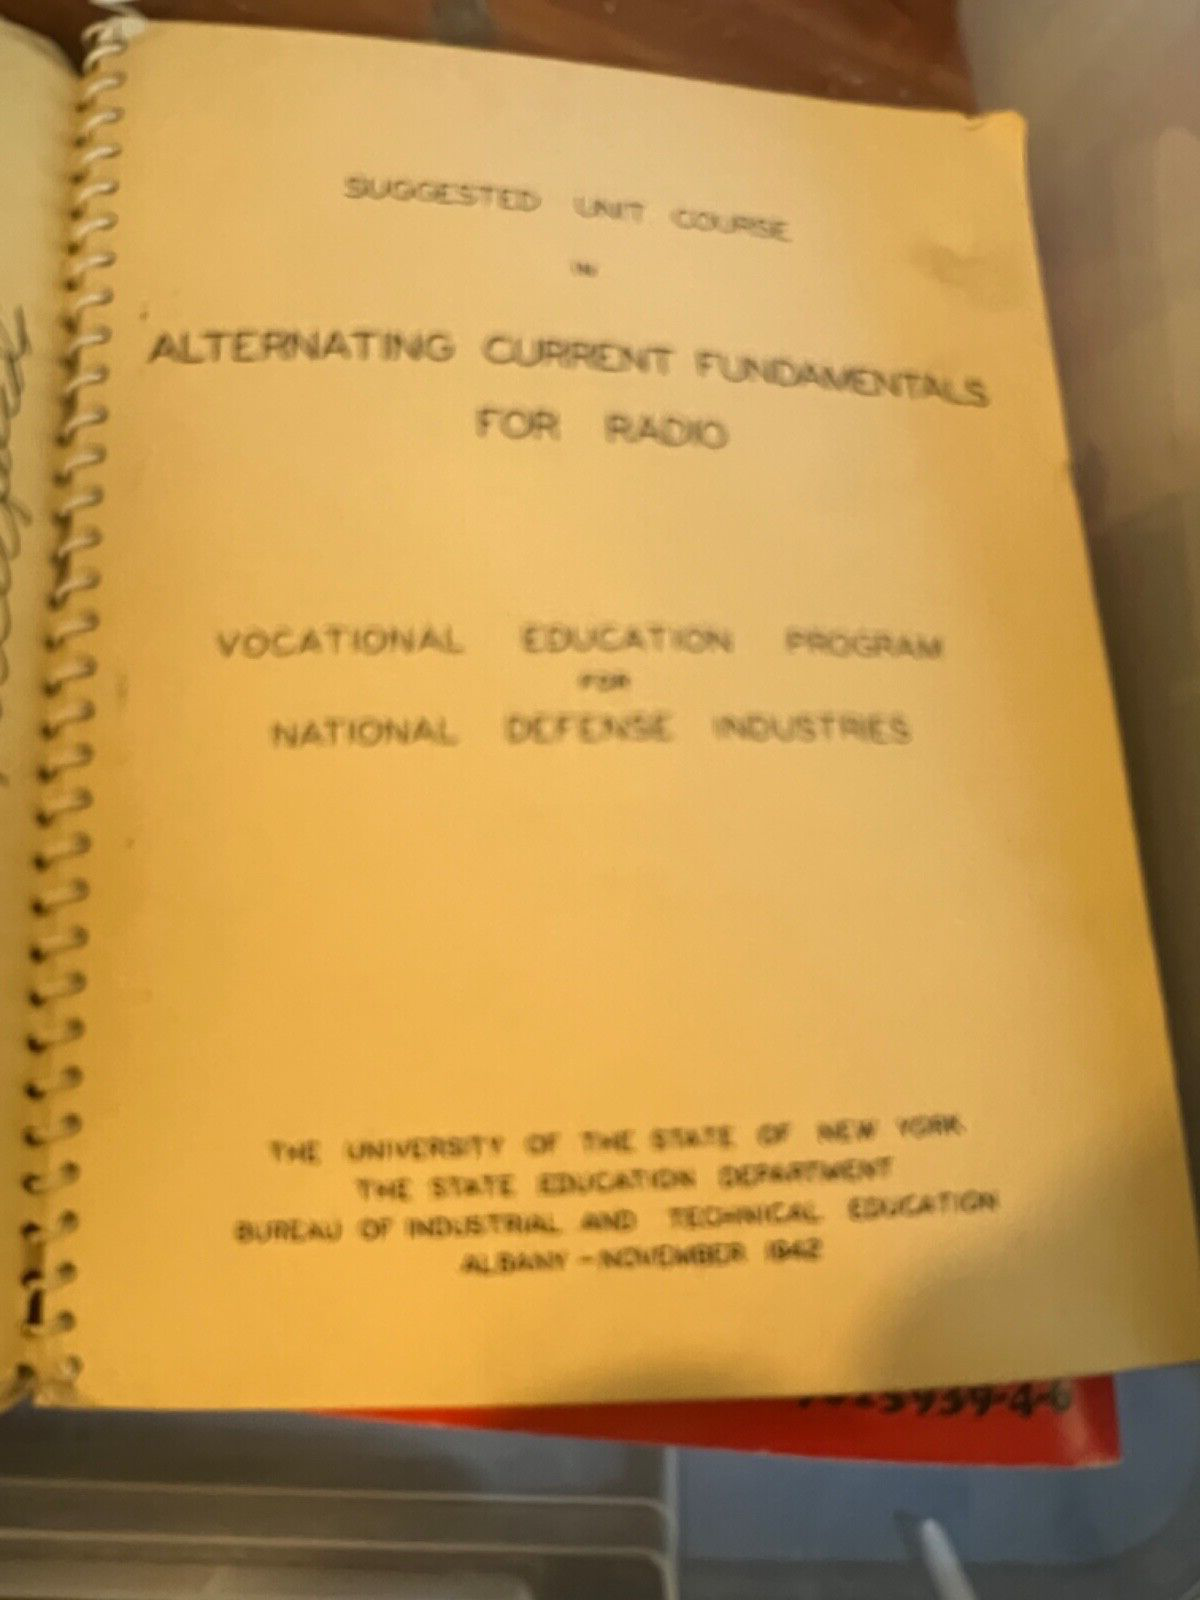 SUGGESTED UNIT COURSE
IN
ALTERNATING CURRENT FUNDAMENTALS
FOR RADIO
VOCATIONAL EDUCATION PROGRAM
FOR
NATIONAL DEFENSE INDUSTRIES
THE UNIVERSITY OF THE STATE OF NEW YORK
THE STATE EDUCATION DEPARTMENT
BUREAU OF INDUSTRIAL AND TECHNICAL EDUCATION
ALBANY - NOVEMBER 1942